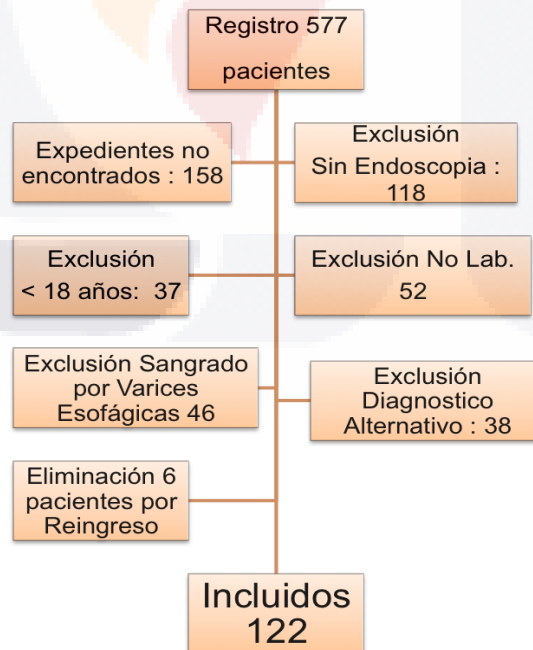 Registro 577
pacientes
Expedientes no
encontrados : 158
Exclusión
Sin Endoscopia :
118
Exclusión
< 18 años:  37
Exclusión No Lab.
52
Exclusión Sangrado
por Varices
Esofágicas 46
Exclusión
Diagnostico
Alternativo : 38
Eliminación 6
pacientes por
Reingreso
Incluidos
122